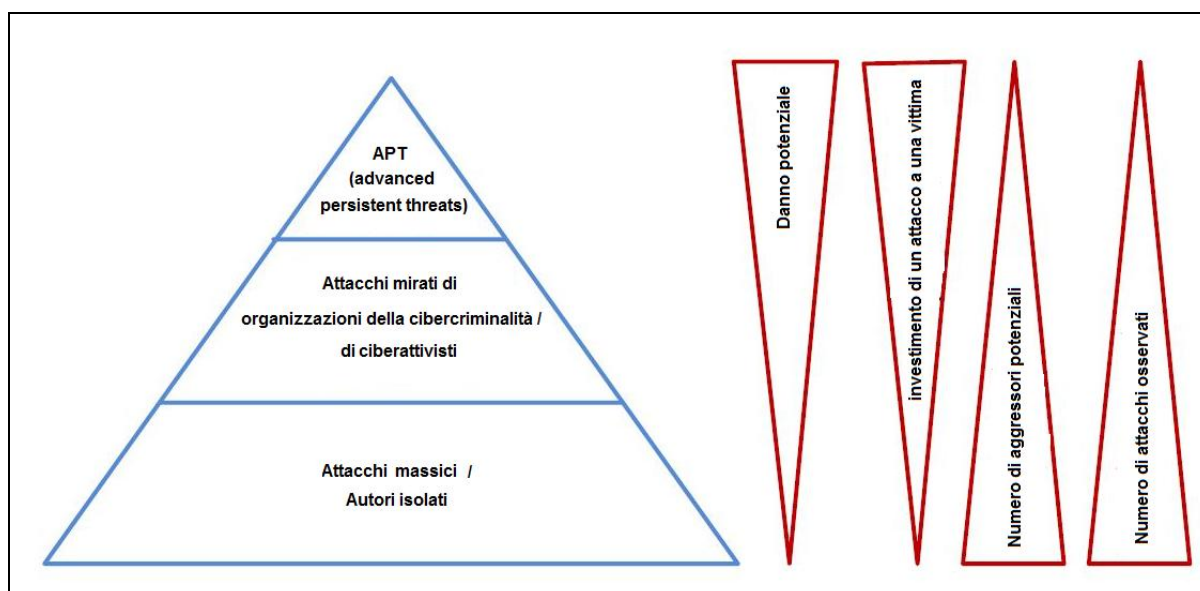 APT
(advanced
persistent threats)
Attacchi mirati di
organizzazioni della cibercriminalità /
di ciberattivisti
Attacchi massici /
Autori isolati
Danno potenziale
investimento di un attacco a una vittima
Numero di aggressori potenziali
Numero di attacchi osservati